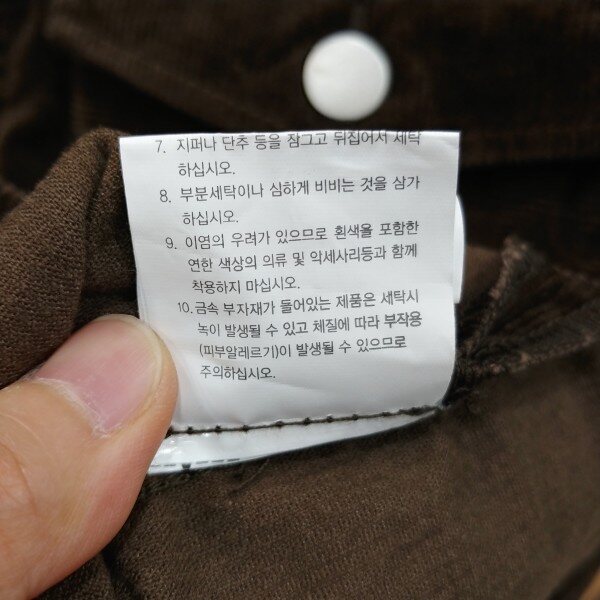 7. 지퍼나 단추 등을 잠그고 뒤집어서 세탁
하십시오.
8. 부분세탁이나 심하게 비비는 것을 삼가
하십시오.
9. 이염의 우려가 있으므로 흰색을 포함한
연한 색상의 의류 및 악세사리등과 함께
착용하지 마십시오.
10. 금속 부자재가 들어있는 제품은 세탁시
녹이 발생될 수 있고 체질에 따라 부작용
(피부알레르기)이 발생될 수 있으므로
주의하십시오.